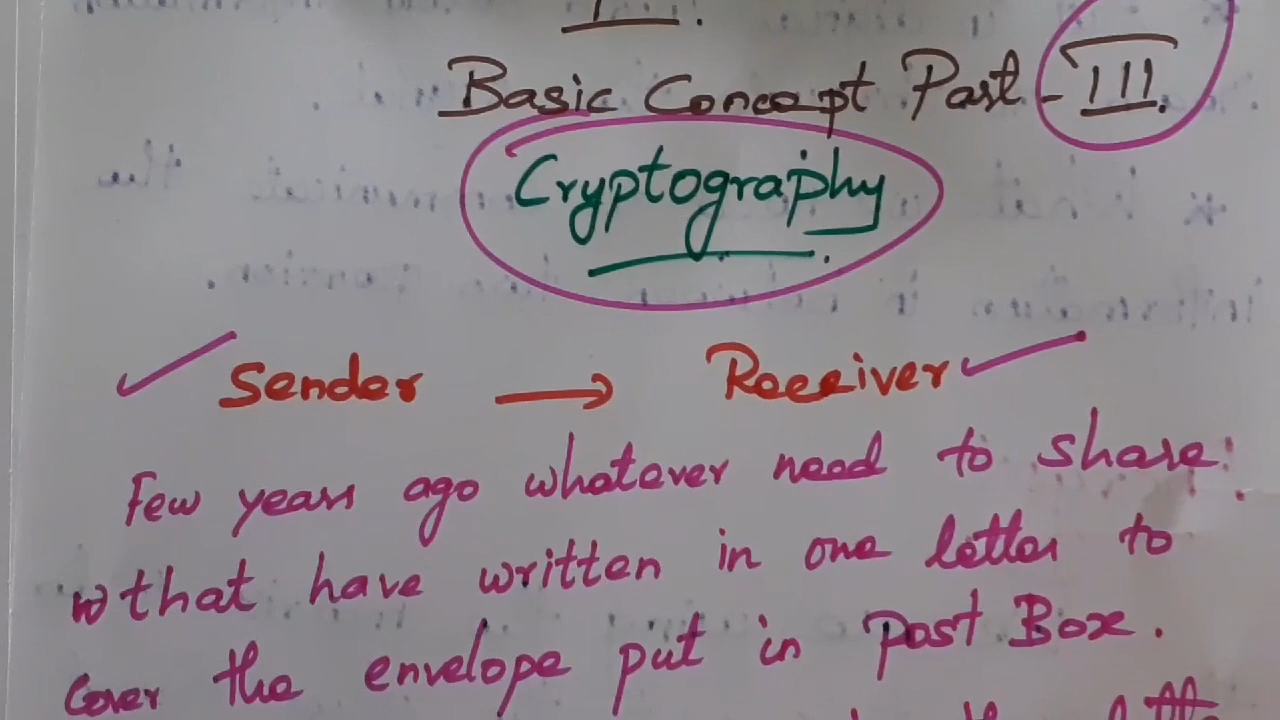 I.
Basic Concept Part - III.
Cryptography.
Sender → Receiver
Few years ago whatever need to share:
that have written in one letter to
Cover the envelope put in Post Box.